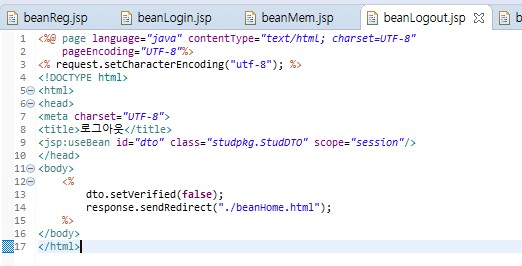 beanReg.jsp beanLogin.jsp beanMem.jsp beanLogout.jsp b
1 <%@ page language="java" contentType="text/html; charset=UTF-8"
2 pageEncoding="UTF-8"%>
3 <% request.setCharacterEncoding("utf-8"); %>
4 <!DOCTYPE html>
5 <html>
6 <head>
7 <meta charset="UTF-8">
8 <title>로그아웃</title>
9 <jsp:useBean id="dto" class="studpkg.StudDTO" scope="session"/>
10 </head>
11 <body>
12 <%
13 dto.setVerified(false);
14 response.sendRedirect("./beanHome.html");
15 %>
16 </body>
17 </html>